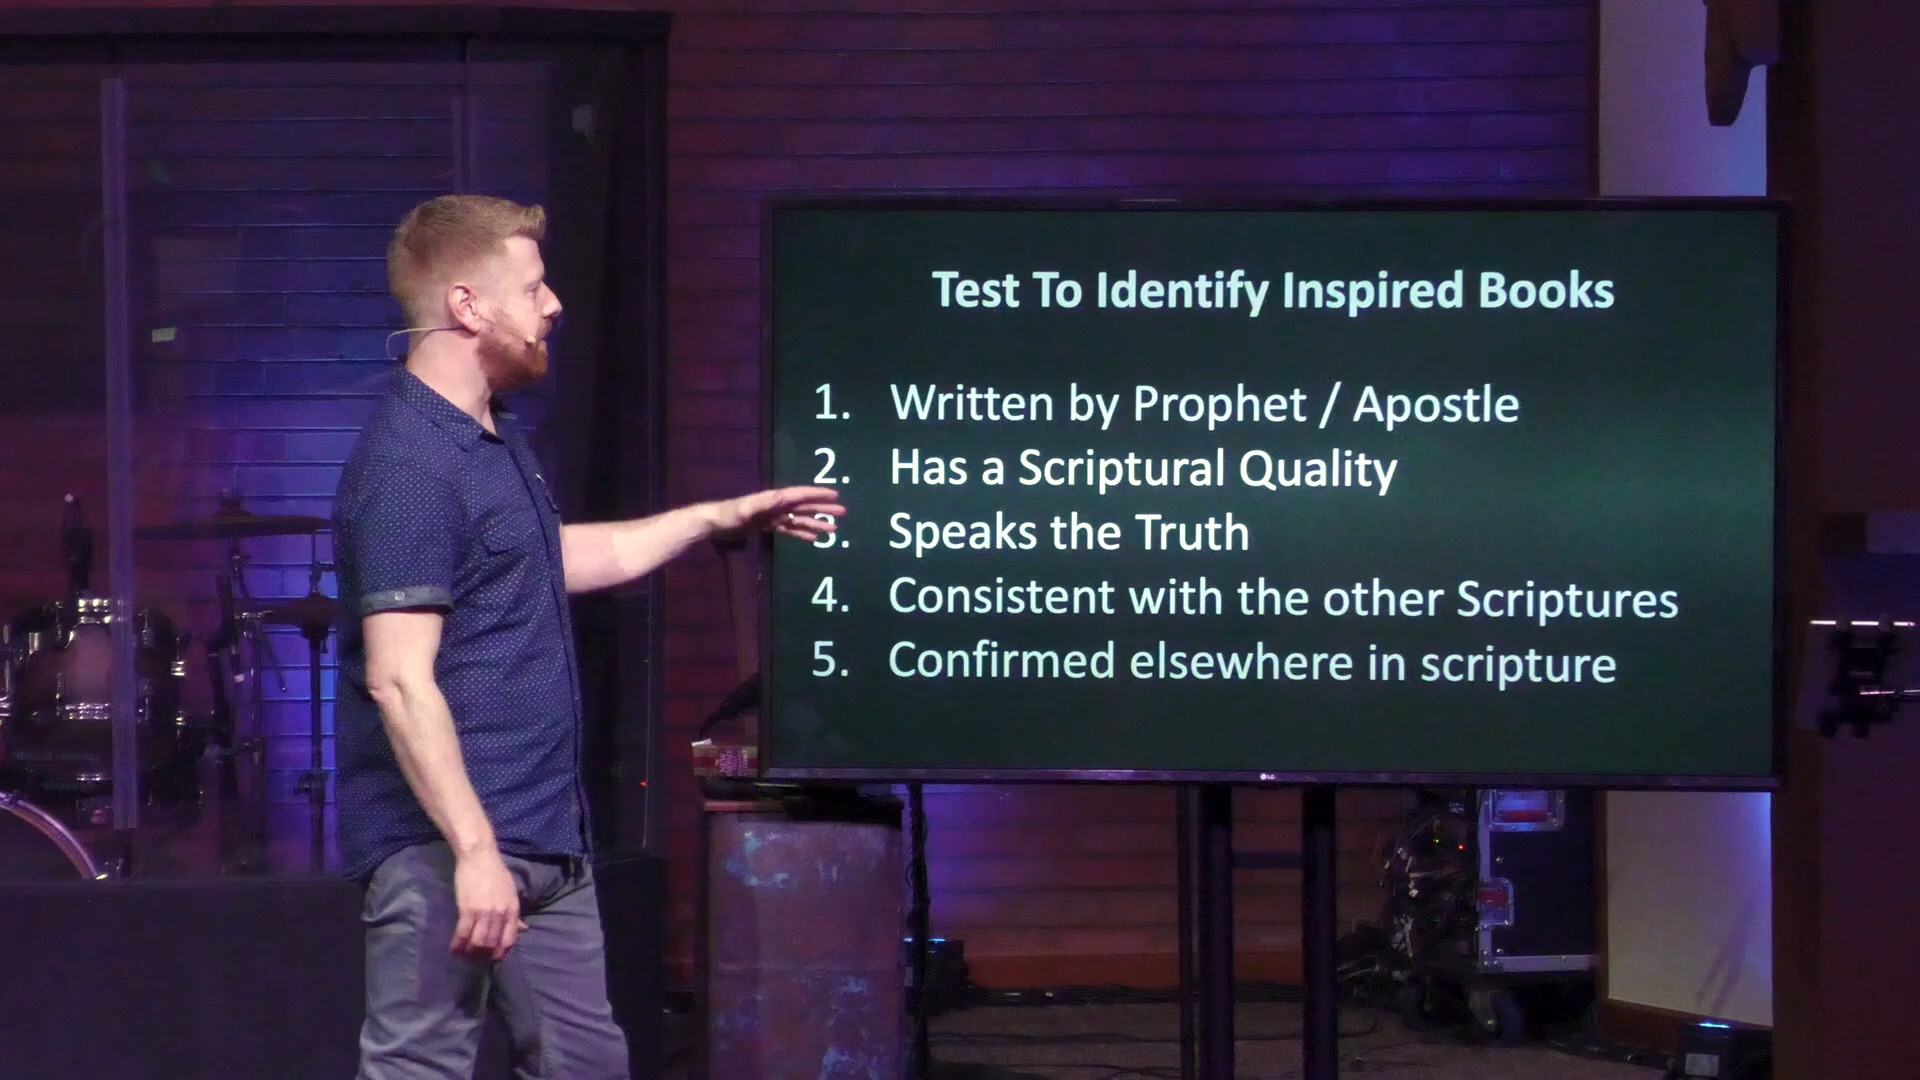 Test To Identify Inspired Books
1. Written by Prophet / Apostle
2. Has a Scriptural Quality
3. Speaks the Truth
4. Consistent with the other Scriptures
5. Confirmed elsewhere in scripture
LG